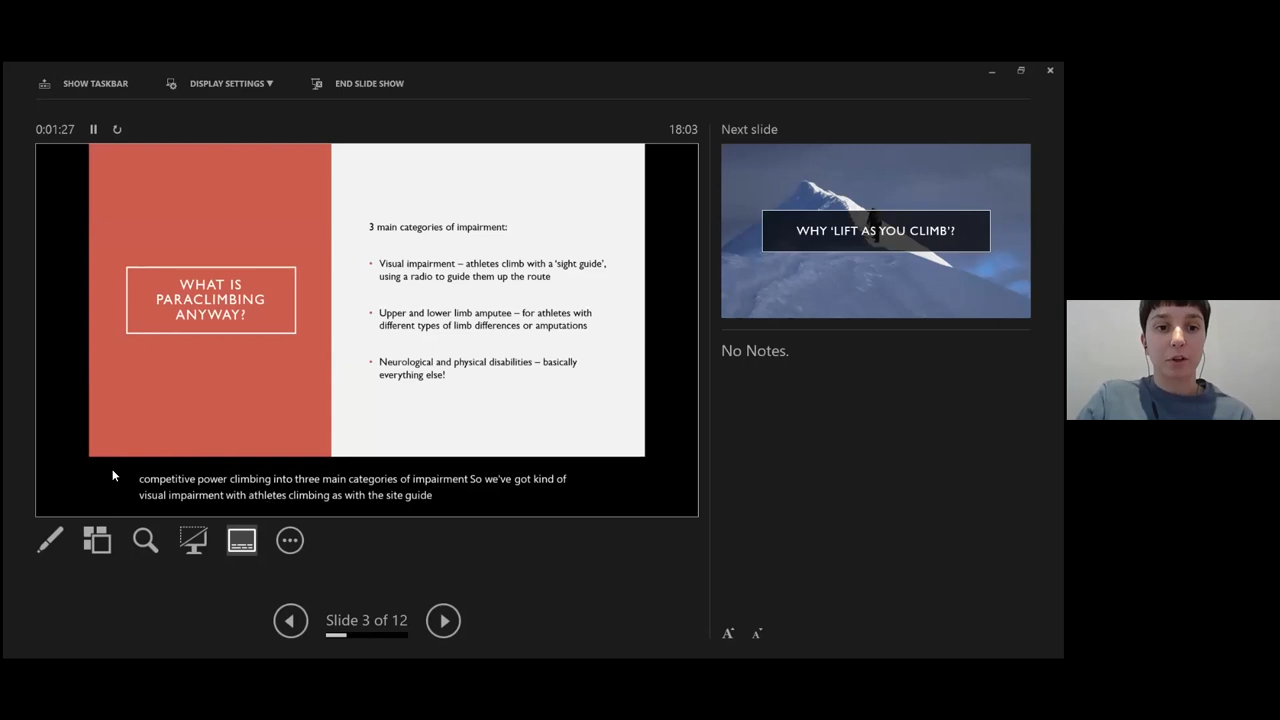 SHOW TASKBAR
DISPLAY SETTINGS ▼
END SLIDE SHOW
0:01:27
18:03
Next slide
WHAT IS
PARACLIMBING
ANYWAY?
3 main categories of impairment:
• Visual impairment – athletes climb with a 'sight guide',
using a radio to guide them up the route
• Upper and lower limb amputee – for athletes with
different types of limb differences or amputations
• Neurological and physical disabilities – basically
everything else!
competitive power climbing into three main categories of impairment So we've got kind of
visual impairment with athletes climbing as with the site guide
WHY 'LIFT AS YOU CLIMB'?
No Notes.
Slide 3 of 12
A A